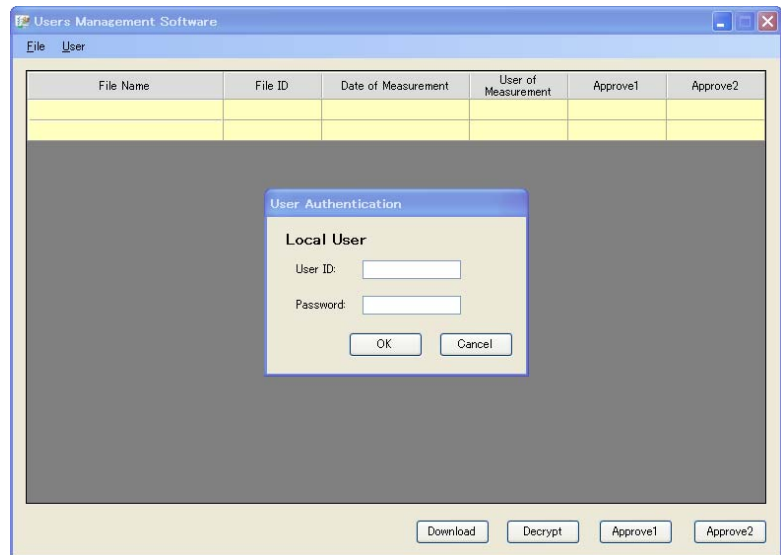 Users Management Software
File User
File Name File ID Date of Measurement User of Measurement Approve1 Approve2
User Authentication
Local User
User ID:
Password:
OK Cancel
Download Decrypt Approve1 Approve2